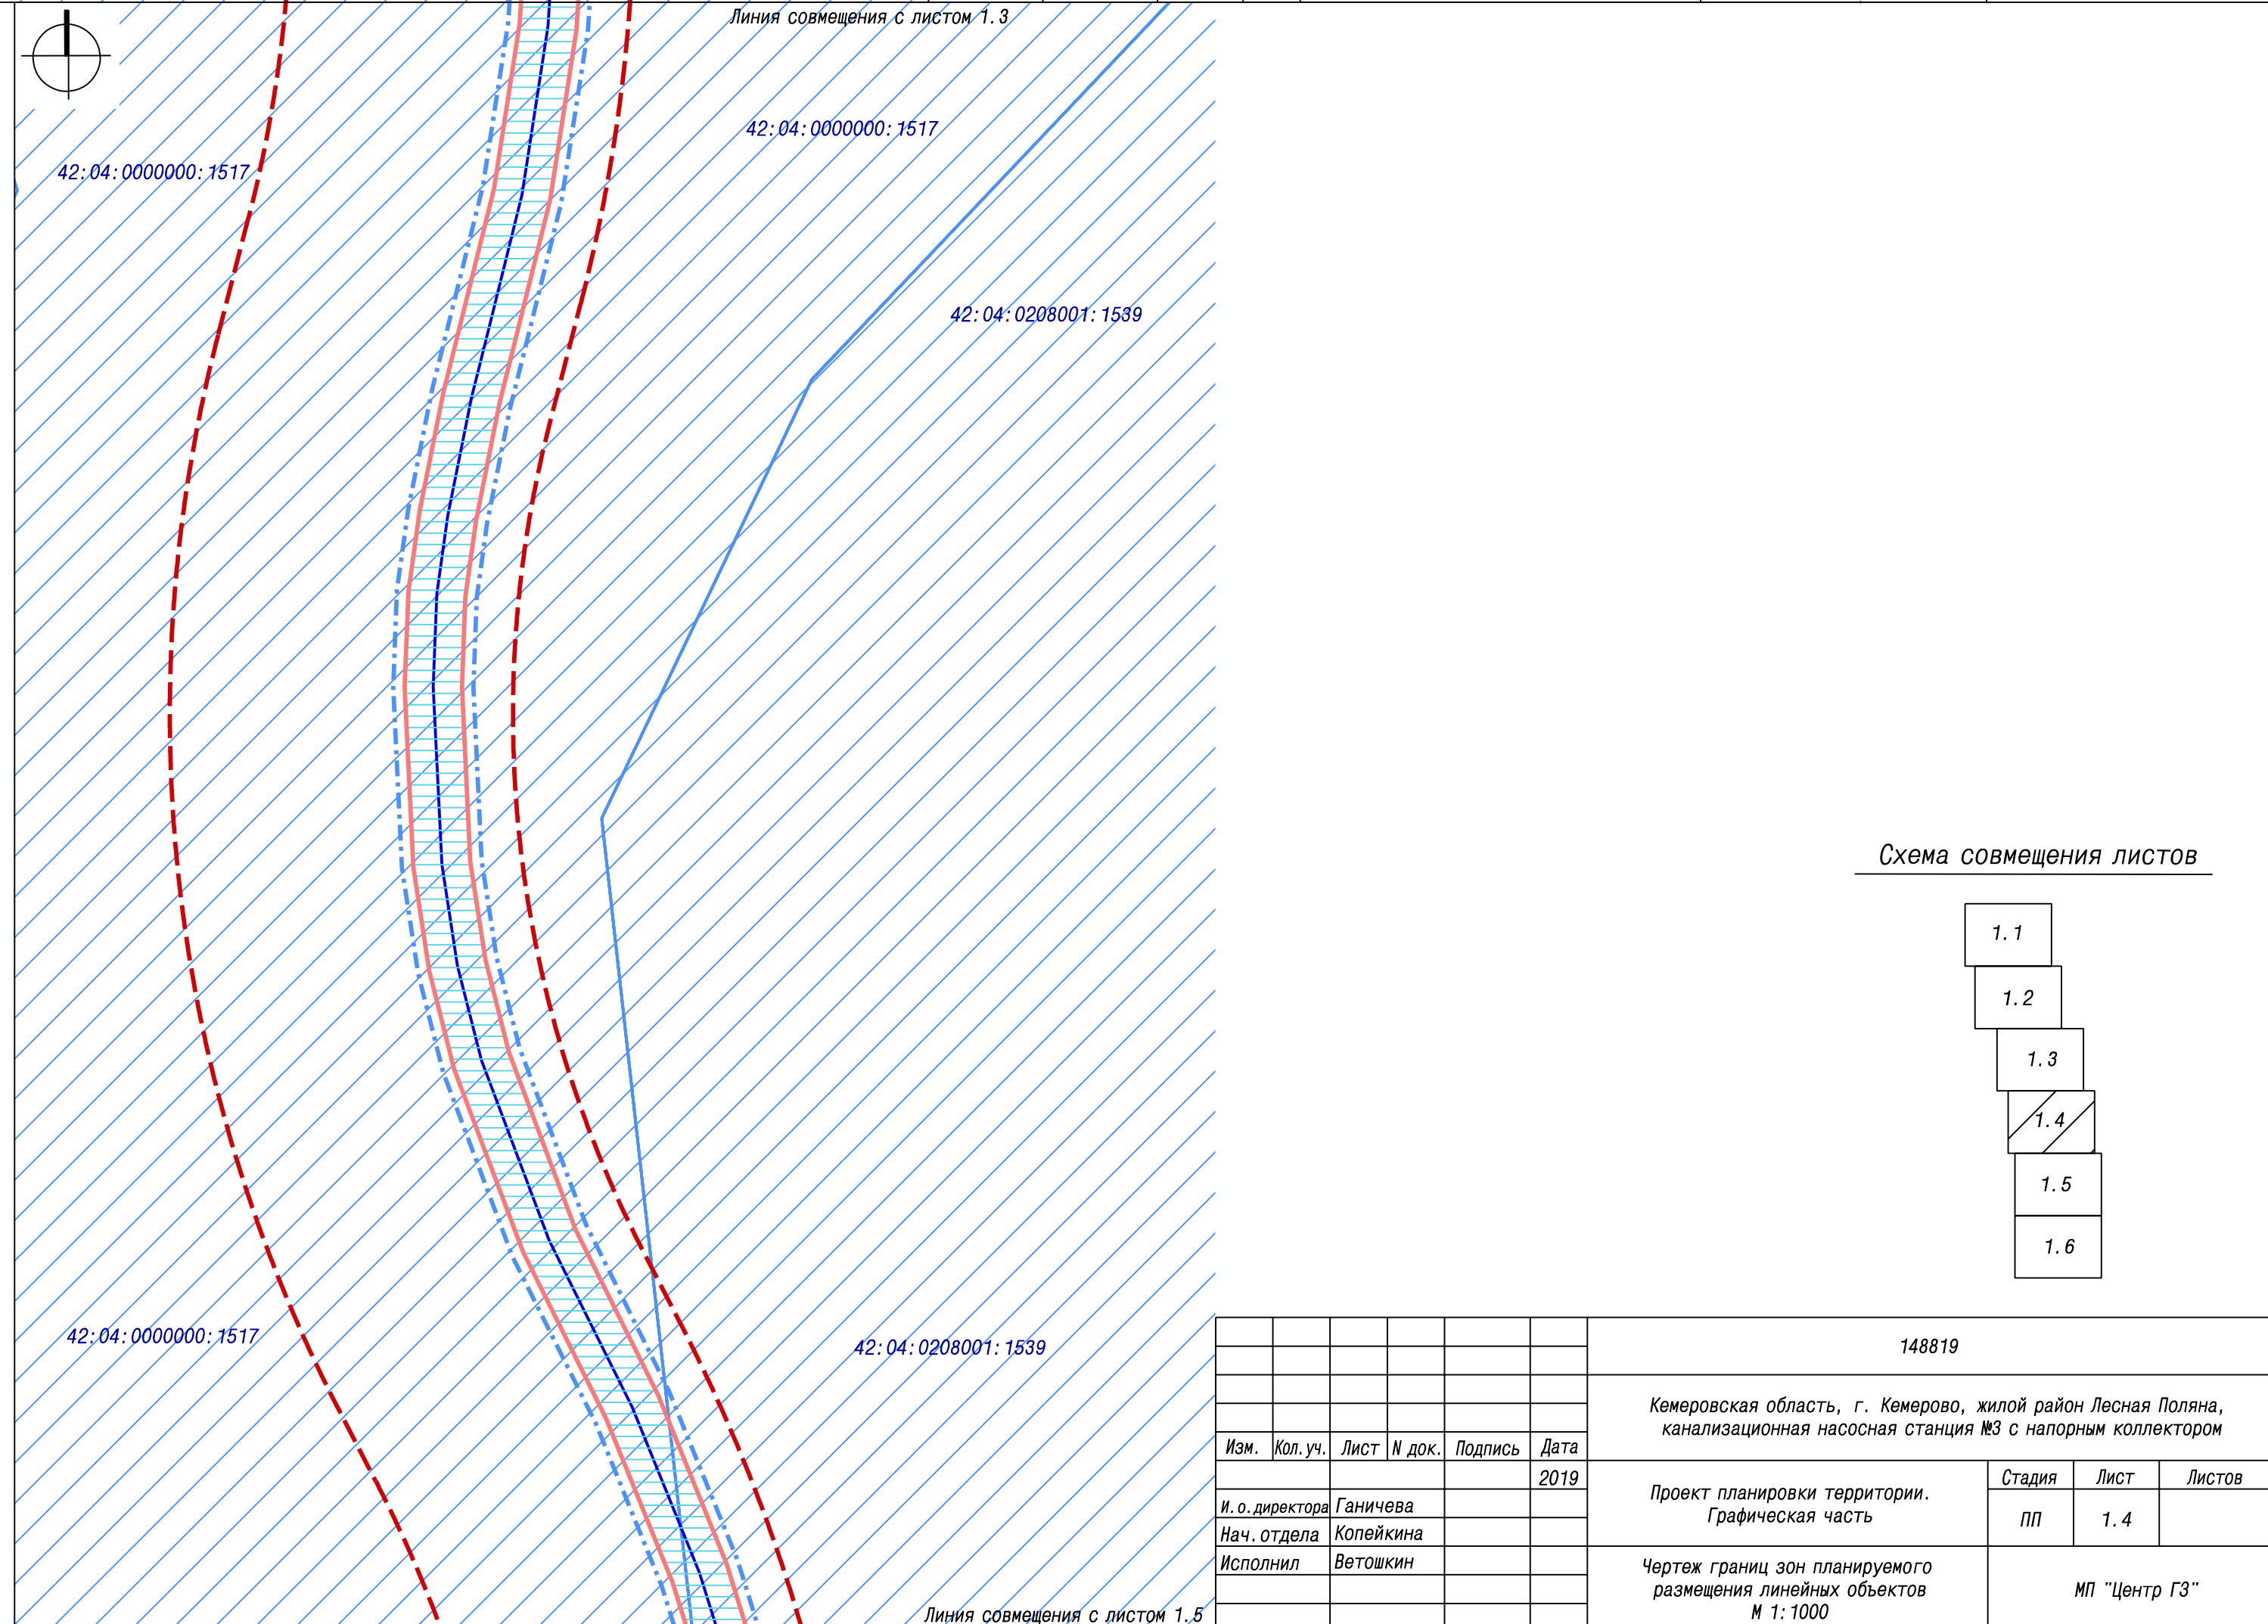 Линия совмещения с листом 1.3
42:04:0000000:1517
42:04:0000000:1517
42:04:0208001:1539
Схема совмещения листов
1.1
1.2
1.3
1.4
1.5
1.6
42:04:0000000:1517
42:04:0208001:1539
Линия совмещения с листом 1.5
148819
Кемеровская область, г. Кемерово, жилой район Лесная Поляна,
канализационная насосная станция №3 с напорным коллектором
Изм. Кол.уч. Лист N док. Подпись Дата
2019
И.о.директора Ганичева
Нач.отдела Копейкина
Исполнил Ветошкин
Проект планировки территории.
Графическая часть
Стадия Лист Листов
ПП 1.4
Чертеж границ зон планируемого
размещения линейных объектов
М 1:1000
МП "Центр ГЗ"